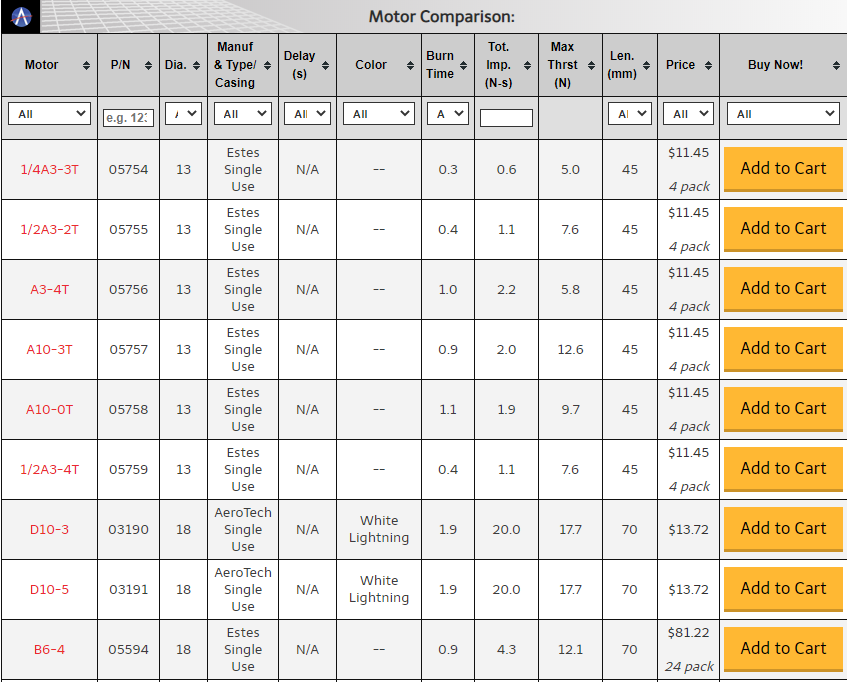 Motor Comparison:
Motor P/N Dia. Manuf & Type/ Casing Delay (s) Color Burn Time Tot. Imp. (N-s) Max Thrst (N) Len. (mm) Price Buy Now!
All e.g. 123 A All All All A Al All All
1/4A3-3T 05754 13 Estes Single Use N/A -- 0.3 0.6 5.0 45 $11.45 4 pack Add to Cart
1/2A3-2T 05755 13 Estes Single Use N/A -- 0.4 1.1 7.6 45 $11.45 4 pack Add to Cart
A3-4T 05756 13 Estes Single Use N/A -- 1.0 2.2 5.8 45 $11.45 4 pack Add to Cart
A10-3T 05757 13 Estes Single Use N/A -- 0.9 2.0 12.6 45 $11.45 4 pack Add to Cart
A10-0T 05758 13 Estes Single Use N/A -- 1.1 1.9 9.7 45 $11.45 4 pack Add to Cart
1/2A3-4T 05759 13 Estes Single Use N/A -- 0.4 1.1 7.6 45 $11.45 4 pack Add to Cart
D10-3 03190 18 AeroTech Single Use N/A White Lightning 1.9 20.0 17.7 70 $13.72 Add to Cart
D10-5 03191 18 AeroTech Single Use N/A White Lightning 1.9 20.0 17.7 70 $13.72 Add to Cart
B6-4 05594 18 Estes Single Use N/A -- 0.9 4.3 12.1 70 $81.22 24 pack Add to Cart